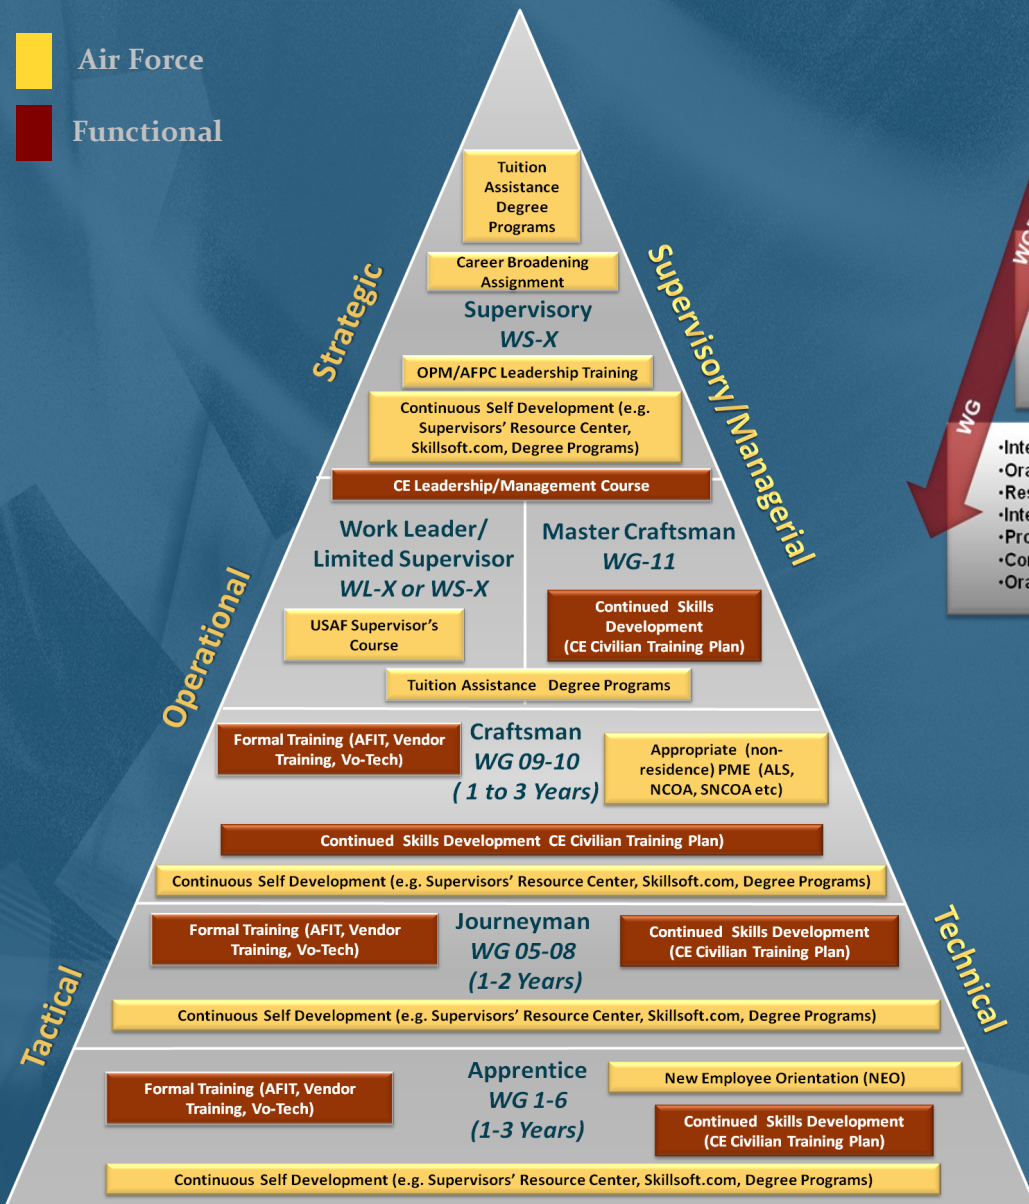 Air Force
Functional
Tuition
Assistance
Degree
Programs
Career Broadening
Assignment
Strategic
Supervisory/Managerial
Supervisory
WS-X
OPM/AFPC Leadership Training
Continuous Self Development (e.g.
Supervisors' Resource Center,
Skillsoft.com, Degree Programs)
CE Leadership/Management Course
WG
Work Leader/
Limited Supervisor
WL-X or WS-X
Master Craftsman
WG-11
Operational
USAF Supervisor's
Course
Continued Skills
Development
(CE Civilian Training Plan)
Tuition Assistance Degree Programs
Formal Training (AFIT, Vendor
Training, Vo-Tech)
Craftsman
WG 09-10
( 1 to 3 Years)
Appropriate (non-
residence) PME (ALS,
NCOA, SNCOA etc)
Continued Skills Development CE Civilian Training Plan)
Continuous Self Development (e.g. Supervisors' Resource Center, Skillsoft.com, Degree Programs)
Tactical
Technical
Formal Training (AFIT, Vendor
Training, Vo-Tech)
Journeyman
WG 05-08
(1-2 Years)
Continued Skills Development
(CE Civilian Training Plan)
Continuous Self Development (e.g. Supervisors' Resource Center, Skillsoft.com, Degree Programs)
Formal Training (AFIT, Vendor
Training, Vo-Tech)
Apprentice
WG 1-6
(1-3 Years)
New Employee Orientation (NEO)
Continued Skills Development
(CE Civilian Training Plan)
Continuous Self Development (e.g. Supervisors' Resource Center, Skillsoft.com, Degree Programs)